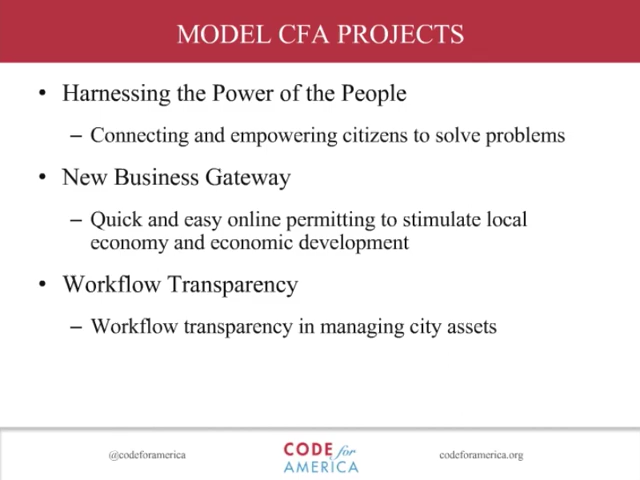 MODEL CFA PROJECTS
• Harnessing the Power of the People
– Connecting and empowering citizens to solve problems
• New Business Gateway
– Quick and easy online permitting to stimulate local
economy and economic development
• Workflow Transparency
– Workflow transparency in managing city assets
@codeforamerica
CODE for
AMERICA
codeforamerica.org